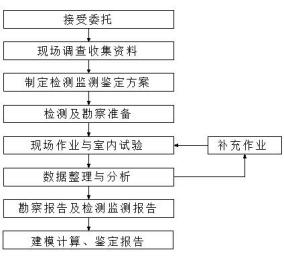 接受委托
现场调查收集资料
制定检测监测鉴定方案
检测及勘察准备
现场作业与室内试验
补充作业
数据整理与分析
勘察报告及检测监测报告
建模计算、鉴定报告